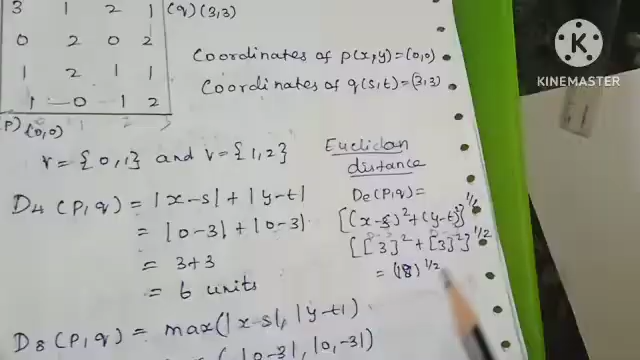 3 1 2 1 (q)(3,3)
0 2 0 2
1 2 1 1
1 0 1 2
P) (0,0)
Coordinates of p(x,y)=(0,0)
Coordinates of q(s,t)=(3,3)
KINEMASTER
v={0,1} and v={1,2}
D4(P,q) = |x-s|+|y-t|
= |0-3|+|0-3|
= 3+3
= 6 units
D8(P,q) = max(|x-s|, |y-t|)
|0-3|, |0,-3|)
Euclidan
distance
De(P,q)=
[(x-s)²+(y-t)²]^1/2
[[3]²+[3]²]^1/2
= (18)^1/2